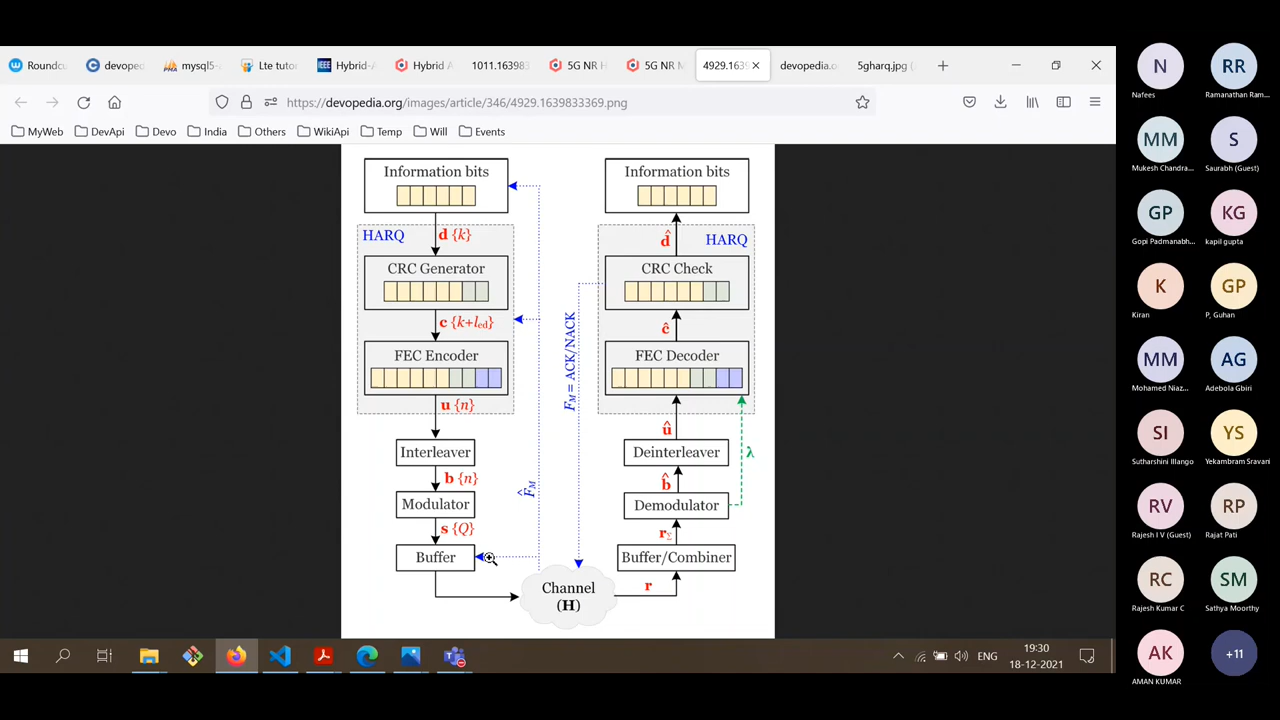 Roundcu
devoped
mysql5-
Lte tutor
Hybrid-A
Hybrid A
1011.163983
5G NR H
5G NR M
4929.1639
devopedia.o
5gharq.jpg (
https://devopedia.org/images/article/346/4929.1639833369.png
MyWeb
DevApi
Devo
India
Others
WikiApi
Temp
Will
Events
Information bits
HARQ
d {k}
CRC Generator
c {k+l_ed}
FEC Encoder
u {n}
Interleaver
b {n}
Modulator
s {Q}
Buffer
F̂_M
F_M = ACK/NACK
Channel
(H)
Information bits
d̂
HARQ
CRC Check
ĉ
FEC Decoder
û
λ
Deinterleaver
b̂
Demodulator
r_Σ
Buffer/Combiner
r
ENG
19:30
18-12-2021
N
Nafees
RR
Ramanathan Ram...
MM
Mukesh Chandra...
S
Saurabh (Guest)
GP
Gopi Padmanabh...
KG
kapil gupta
K
Kiran
GP
P, Guhan
MM
Mohamed Niaz...
AG
Adebola Gbiri
SI
Sutharshini Illango
YS
Yekambram Sravani
RV
Rajesh I V (Guest)
RP
Rajat Pati
RC
Rajesh Kumar C
SM
Sathya Moorthy
AK
AMAN KUMAR
+11